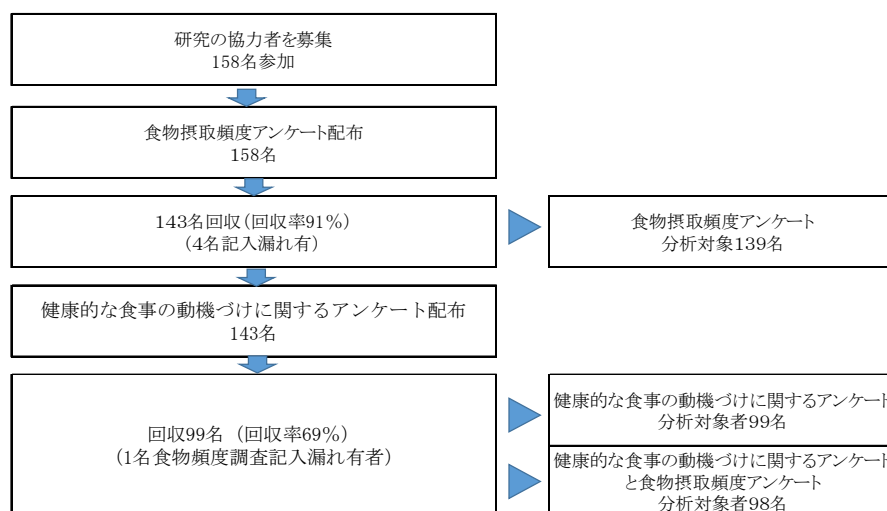 研究の協力者を募集
158名参加
食物摂取頻度アンケート配布
158名
143名回収(回収率91%)
(4名記入漏れ有)
食物摂取頻度アンケート
分析対象139名
健康的な食事の動機づけに関するアンケート配布
143名
回収99名 (回収率69%)
(1名食物頻度調査記入漏れ有者)
健康的な食事の動機づけに関するアンケート
分析対象者99名
健康的な食事の動機づけに関するアンケート
と食物摂取頻度アンケート
分析対象者98名